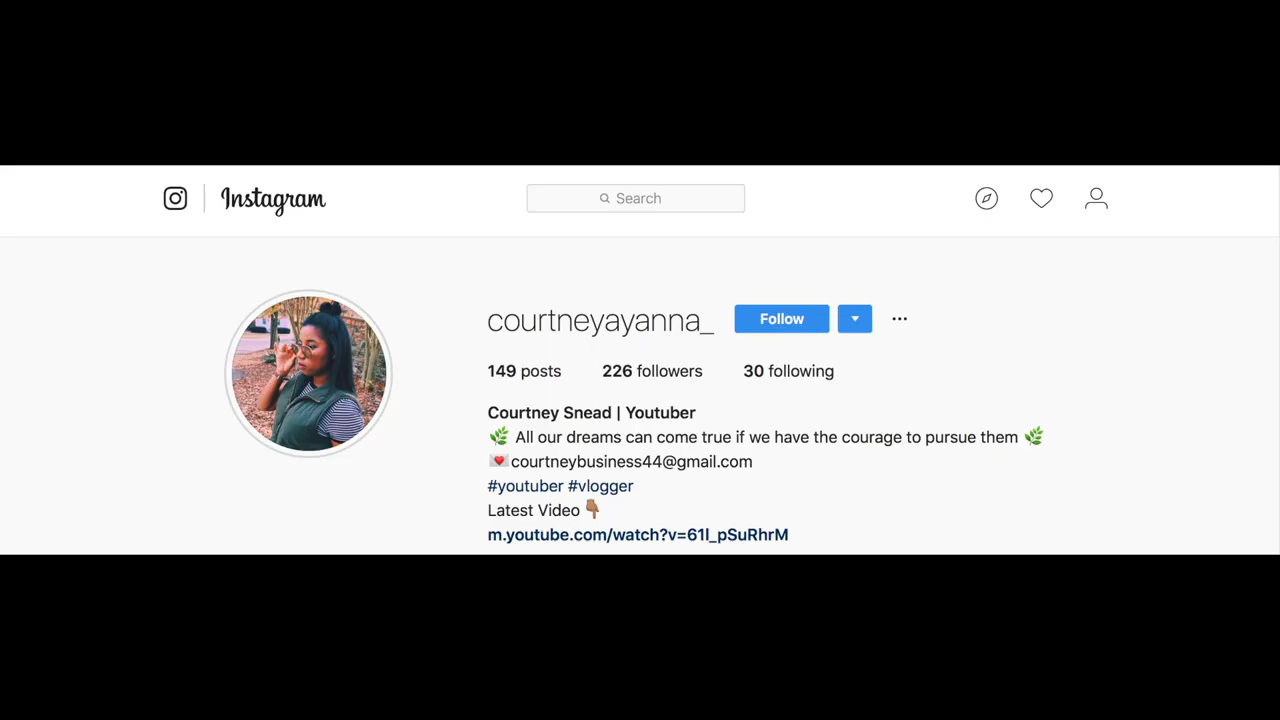 Instagram
Search
courtneyayanna_ Follow
149 posts 226 followers 30 following
Courtney Snead | Youtuber
🌿 All our dreams can come true if we have the courage to pursue them 🌿
💌courtneybusiness44@gmail.com
#youtuber #vlogger
Latest Video 👇🏽
m.youtube.com/watch?v=61l_pSuRhrM